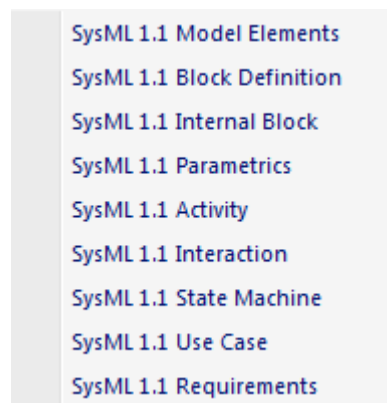 SysML 1.1 Model Elements
SysML 1.1 Block Definition
SysML 1.1 Internal Block
SysML 1.1 Parametrics
SysML 1.1 Activity
SysML 1.1 Interaction
SysML 1.1 State Machine
SysML 1.1 Use Case
SysML 1.1 Requirements